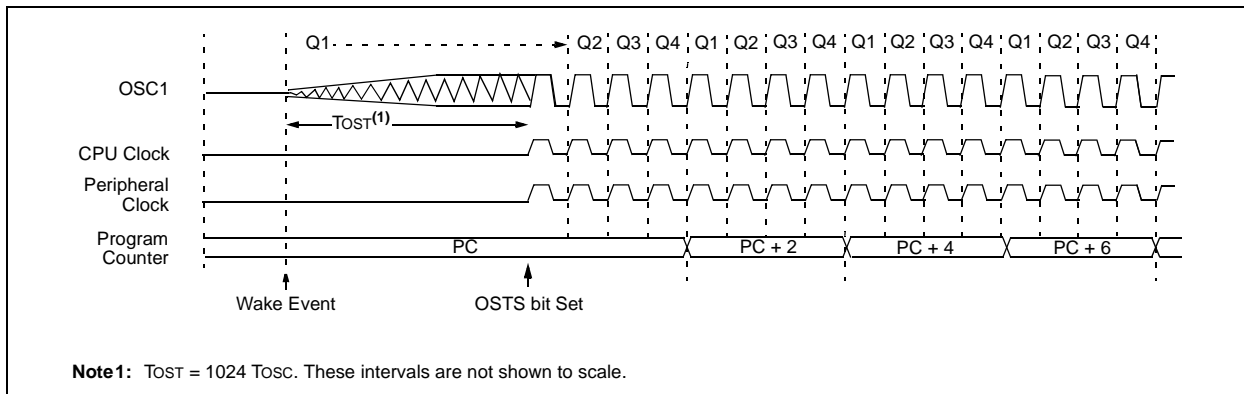 Q1 Q2 Q3 Q4 Q1 Q2 Q3 Q4 Q1 Q2 Q3 Q4 Q1 Q2 Q3 Q4
OSC1
TOST(1)
CPU Clock
Peripheral
Clock
Program
Counter
PC PC + 2 PC + 4 PC + 6
Wake Event OSTS bit Set
Note1: TOST = 1024 TOSC. These intervals are not shown to scale.